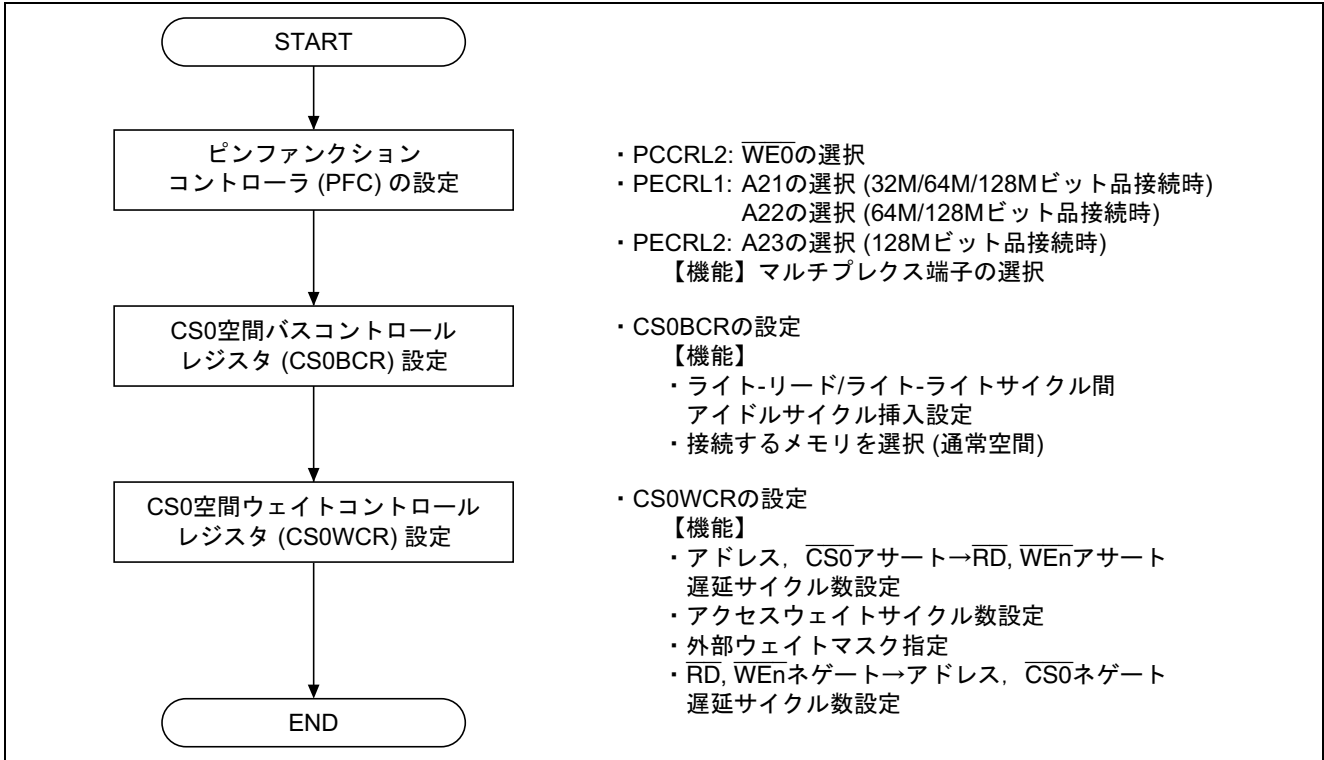 START
ピンファンクション
コントローラ (PFC) の設定
・PCCRL2: WE0の選択
・PECRL1: A21の選択 (32M/64M/128Mビット品接続時)
A22の選択 (64M/128Mビット品接続時)
・PECRL2: A23の選択 (128Mビット品接続時)
【機能】マルチプレクス端子の選択
CS0空間バスコントロール
レジスタ (CS0BCR) 設定
・CS0BCRの設定
【機能】
・ライト-リード/ライト-ライトサイクル間
アイドルサイクル挿入設定
・接続するメモリを選択 (通常空間)
CS0空間ウェイトコントロール
レジスタ (CS0WCR) 設定
・CS0WCRの設定
【機能】
・アドレス，CS0アサート→RD, WEnアサート
遅延サイクル数設定
・アクセスウェイトサイクル数設定
・外部ウェイトマスク指定
・RD, WEnネゲート→アドレス，CS0ネゲート
遅延サイクル数設定
END